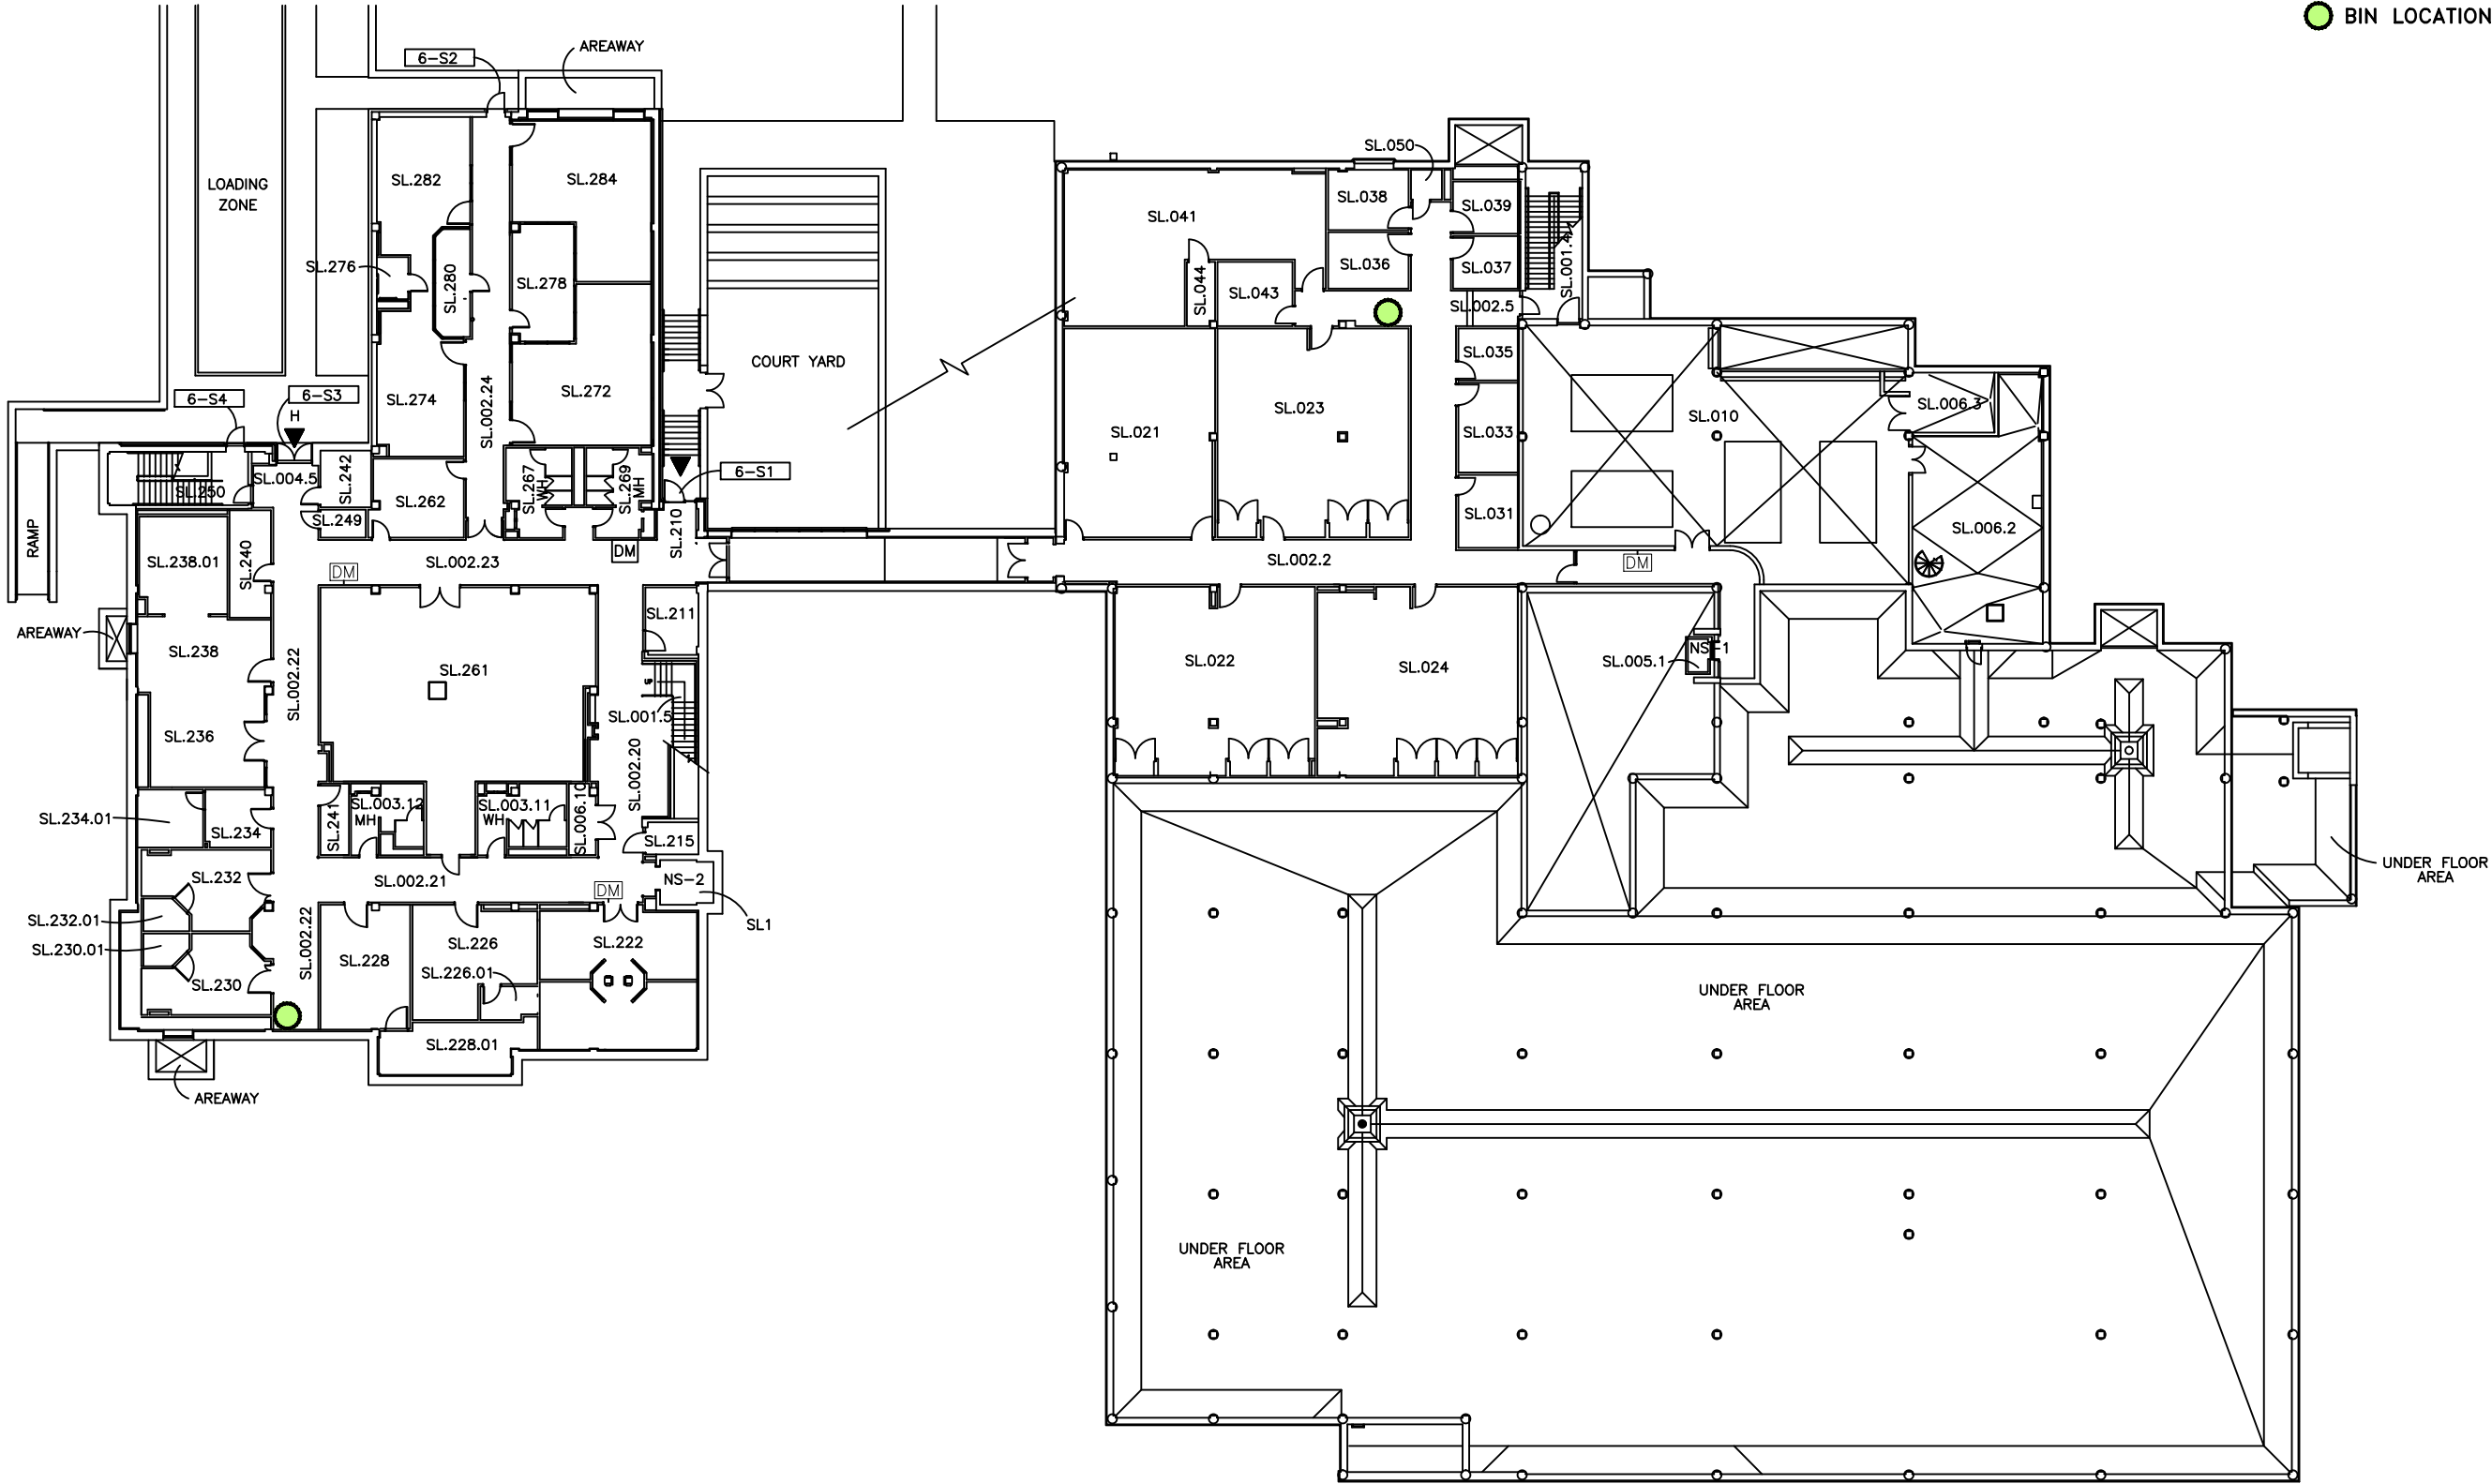 BIN LOCATION
AREAWAY
6-S2
SL.050
LOADING
ZONE
SL.282
SL.284
SL.038
SL.039
SL.041
SL.001.4
SL.276
SL.280
SL.278
SL.044
SL.043
SL.036
SL.037
SL.002.5
COURT YARD
SL.035
6-S4
6-S3
H
SL.274
SL.002.24
SL.272
SL.023
SL.010
SL.006.3
SL.021
SL.033
6-S1
SL.250
SL.004.5
SL.242
SL.262
SL.267
WH
SL.269
MH
SL.249
SL.210
SL.031
RAMP
SL.006.2
SL.238.01
SL.240
DM
SL.002.23
DM
SL.002.2
DM
SL.211
AREAWAY
SL.238
SL.002.22
SL.261
UP
SL.022
SL.024
SL.005.1
NS-1
SL.001.5
SL.236
SL.002.20
SL.234.01
SL.234
SL.241
SL.003.12
MH
SL.003.11
WH
SL.006.10
SL.215
UNDER FLOOR
AREA
SL.232
SL.002.21
DM
NS-2
SL.232.01
SL1
SL.230.01
SL.002.22
SL.228
SL.226
SL.222
SL.226.01
SL.230
UNDER FLOOR
AREA
SL.228.01
AREAWAY
UNDER FLOOR
AREA